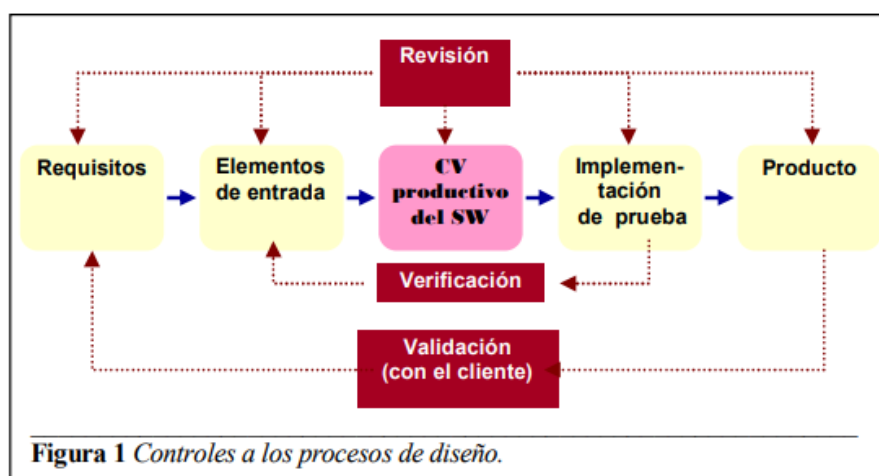 Revisión
Requisitos
Elementos
de entrada
CV
productivo
del SW
Implemen-
tación
de prueba
Producto
Verificación
Validación
(con el cliente)
Figura 1 Controles a los procesos de diseño.